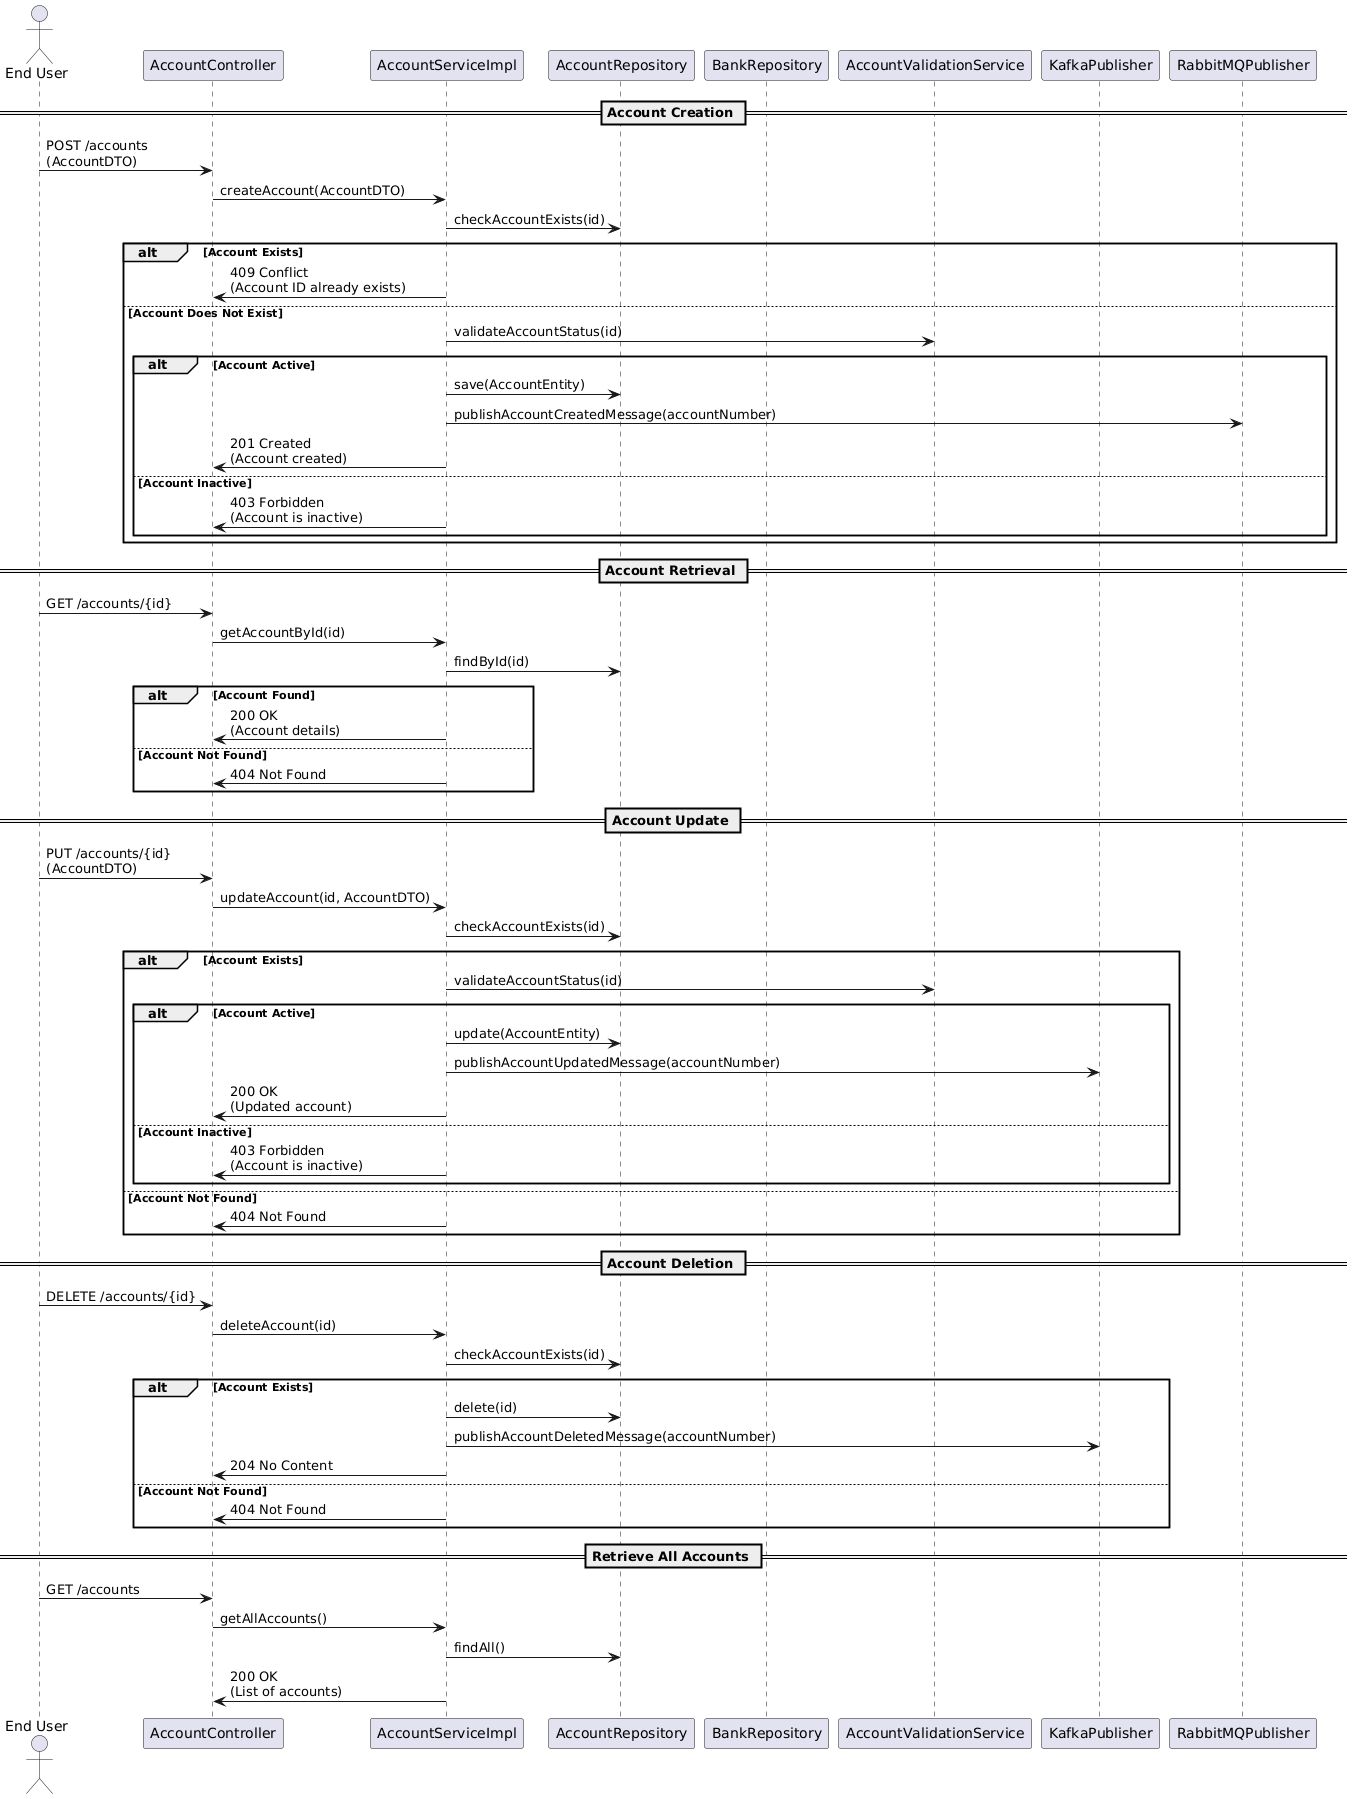 End User
AccountController
AccountServiceImpl
AccountRepository
BankRepository
AccountValidationService
KafkaPublisher
RabbitMQPublisher
Account Creation
POST /accounts
(AccountDTO)
createAccount(AccountDTO)
checkAccountExists(id)
alt
[Account Exists]
409 Conflict
(Account ID already exists)
[Account Does Not Exist]
validateAccountStatus(id)
alt
[Account Active]
save(AccountEntity)
publishAccountCreatedMessage(accountNumber)
201 Created
(Account created)
[Account Inactive]
403 Forbidden
(Account is inactive)
Account Retrieval
GET /accounts/{id}
getAccountById(id)
findById(id)
alt
[Account Found]
200 OK
(Account details)
[Account Not Found]
404 Not Found
Account Update
PUT /accounts/{id}
(AccountDTO)
updateAccount(id, AccountDTO)
checkAccountExists(id)
alt
[Account Exists]
validateAccountStatus(id)
alt
[Account Active]
update(AccountEntity)
publishAccountUpdatedMessage(accountNumber)
200 OK
(Updated account)
[Account Inactive]
403 Forbidden
(Account is inactive)
[Account Not Found]
404 Not Found
Account Deletion
DELETE /accounts/{id}
deleteAccount(id)
checkAccountExists(id)
alt
[Account Exists]
delete(id)
publishAccountDeletedMessage(accountNumber)
204 No Content
[Account Not Found]
404 Not Found
Retrieve All Accounts
GET /accounts
getAllAccounts()
findAll()
200 OK
(List of accounts)
End User
AccountController
AccountServiceImpl
AccountRepository
BankRepository
AccountValidationService
KafkaPublisher
RabbitMQPublisher